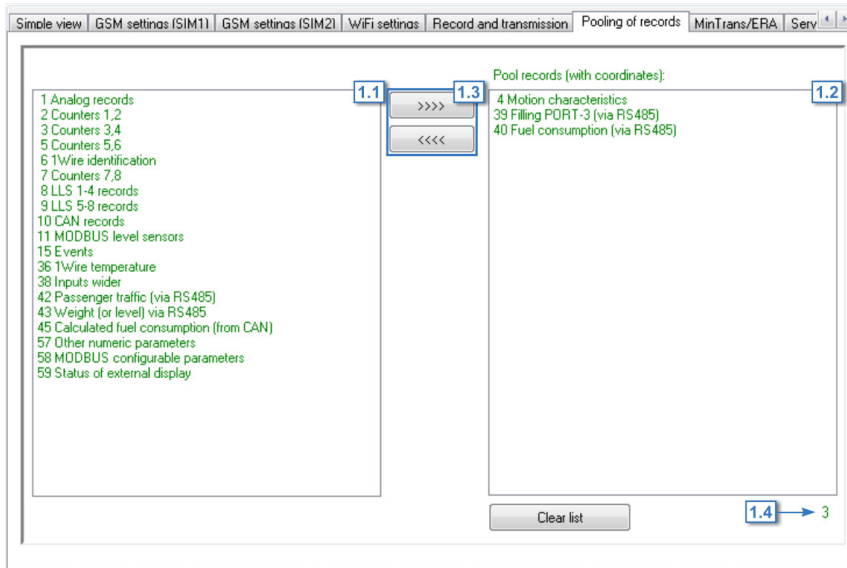 Simple view GSM settings (SIM1) GSM settings (SIM2) WiFi settings Record and transmission Pooling of records MinTrans/ERA Serv
Pool records (with coordinates):
1.1
1.3
1.2
1 Analog records
2 Counters 1,2
3 Counters 3,4
5 Counters 5,6
6 1Wire identification
7 Counters 7,8
8 LLS 1-4 records
9 LLS 5-8 records
10 CAN records
11 MODBUS level sensors
15 Events
36 1Wire temperature
38 Inputs wider
42 Passenger traffic (via RS485)
43 Weight (or level) via RS485
45 Calculated fuel consumption (from CAN)
57 Other numeric parameters
58 MODBUS configurable parameters
59 Status of external display
>>>>
<<<<
4 Motion characteristics
39 Filling PORT-3 (via RS485)
40 Fuel consumption (via RS485)
Clear list
1.4
3